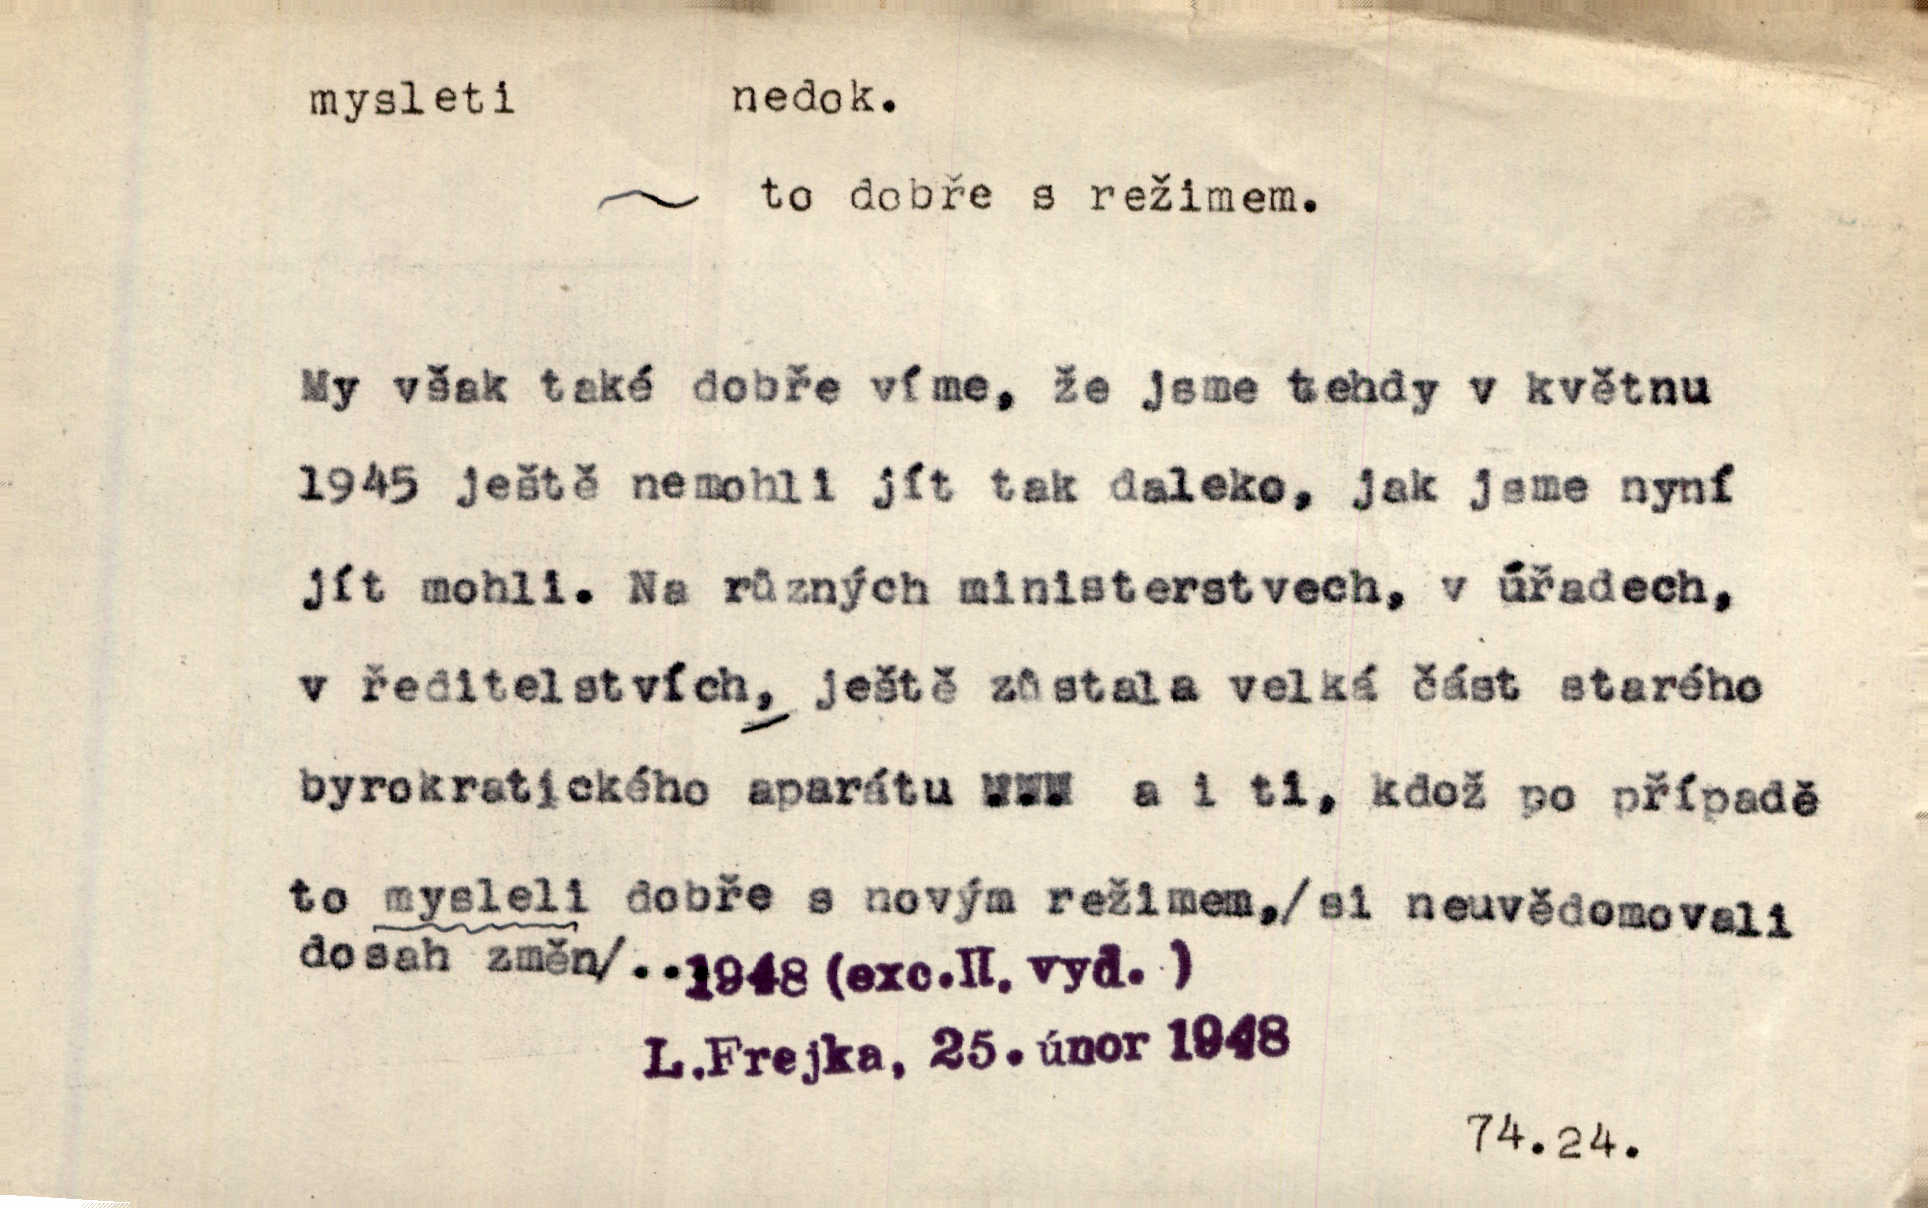 mysleti nedok.
~ to dobře s režimem.
My však také dobře víme, že jsme tehdy v květnu
1945 ještě nemohli jít tak daleko, jak jsme nyní
jít mohli. Na různých ministerstvech, v úřadech,
v ředitelstvích, ještě zůstala velká část starého
byrokratického aparátu ... a i ti, kdož po případě
to mysleli dobře s novým režimem,/si neuvědomovali
dosah změn/...1948 (exc.II. vyd. )
L.Frejka, 25. únor 1948
74.24.